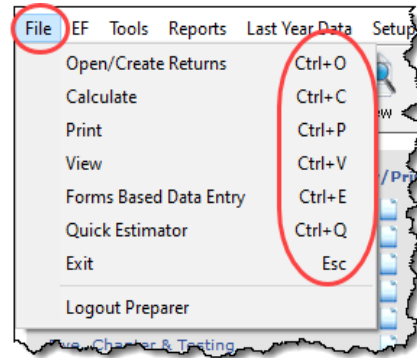 File EF Tools Reports Last Year Data Setup
Open/Create Returns Ctrl+O
Calculate Ctrl+C
Print Ctrl+P
View Ctrl+V
Forms Based Data Entry Ctrl+E
Quick Estimator Ctrl+Q
Exit Esc
Logout Preparer
& Testing